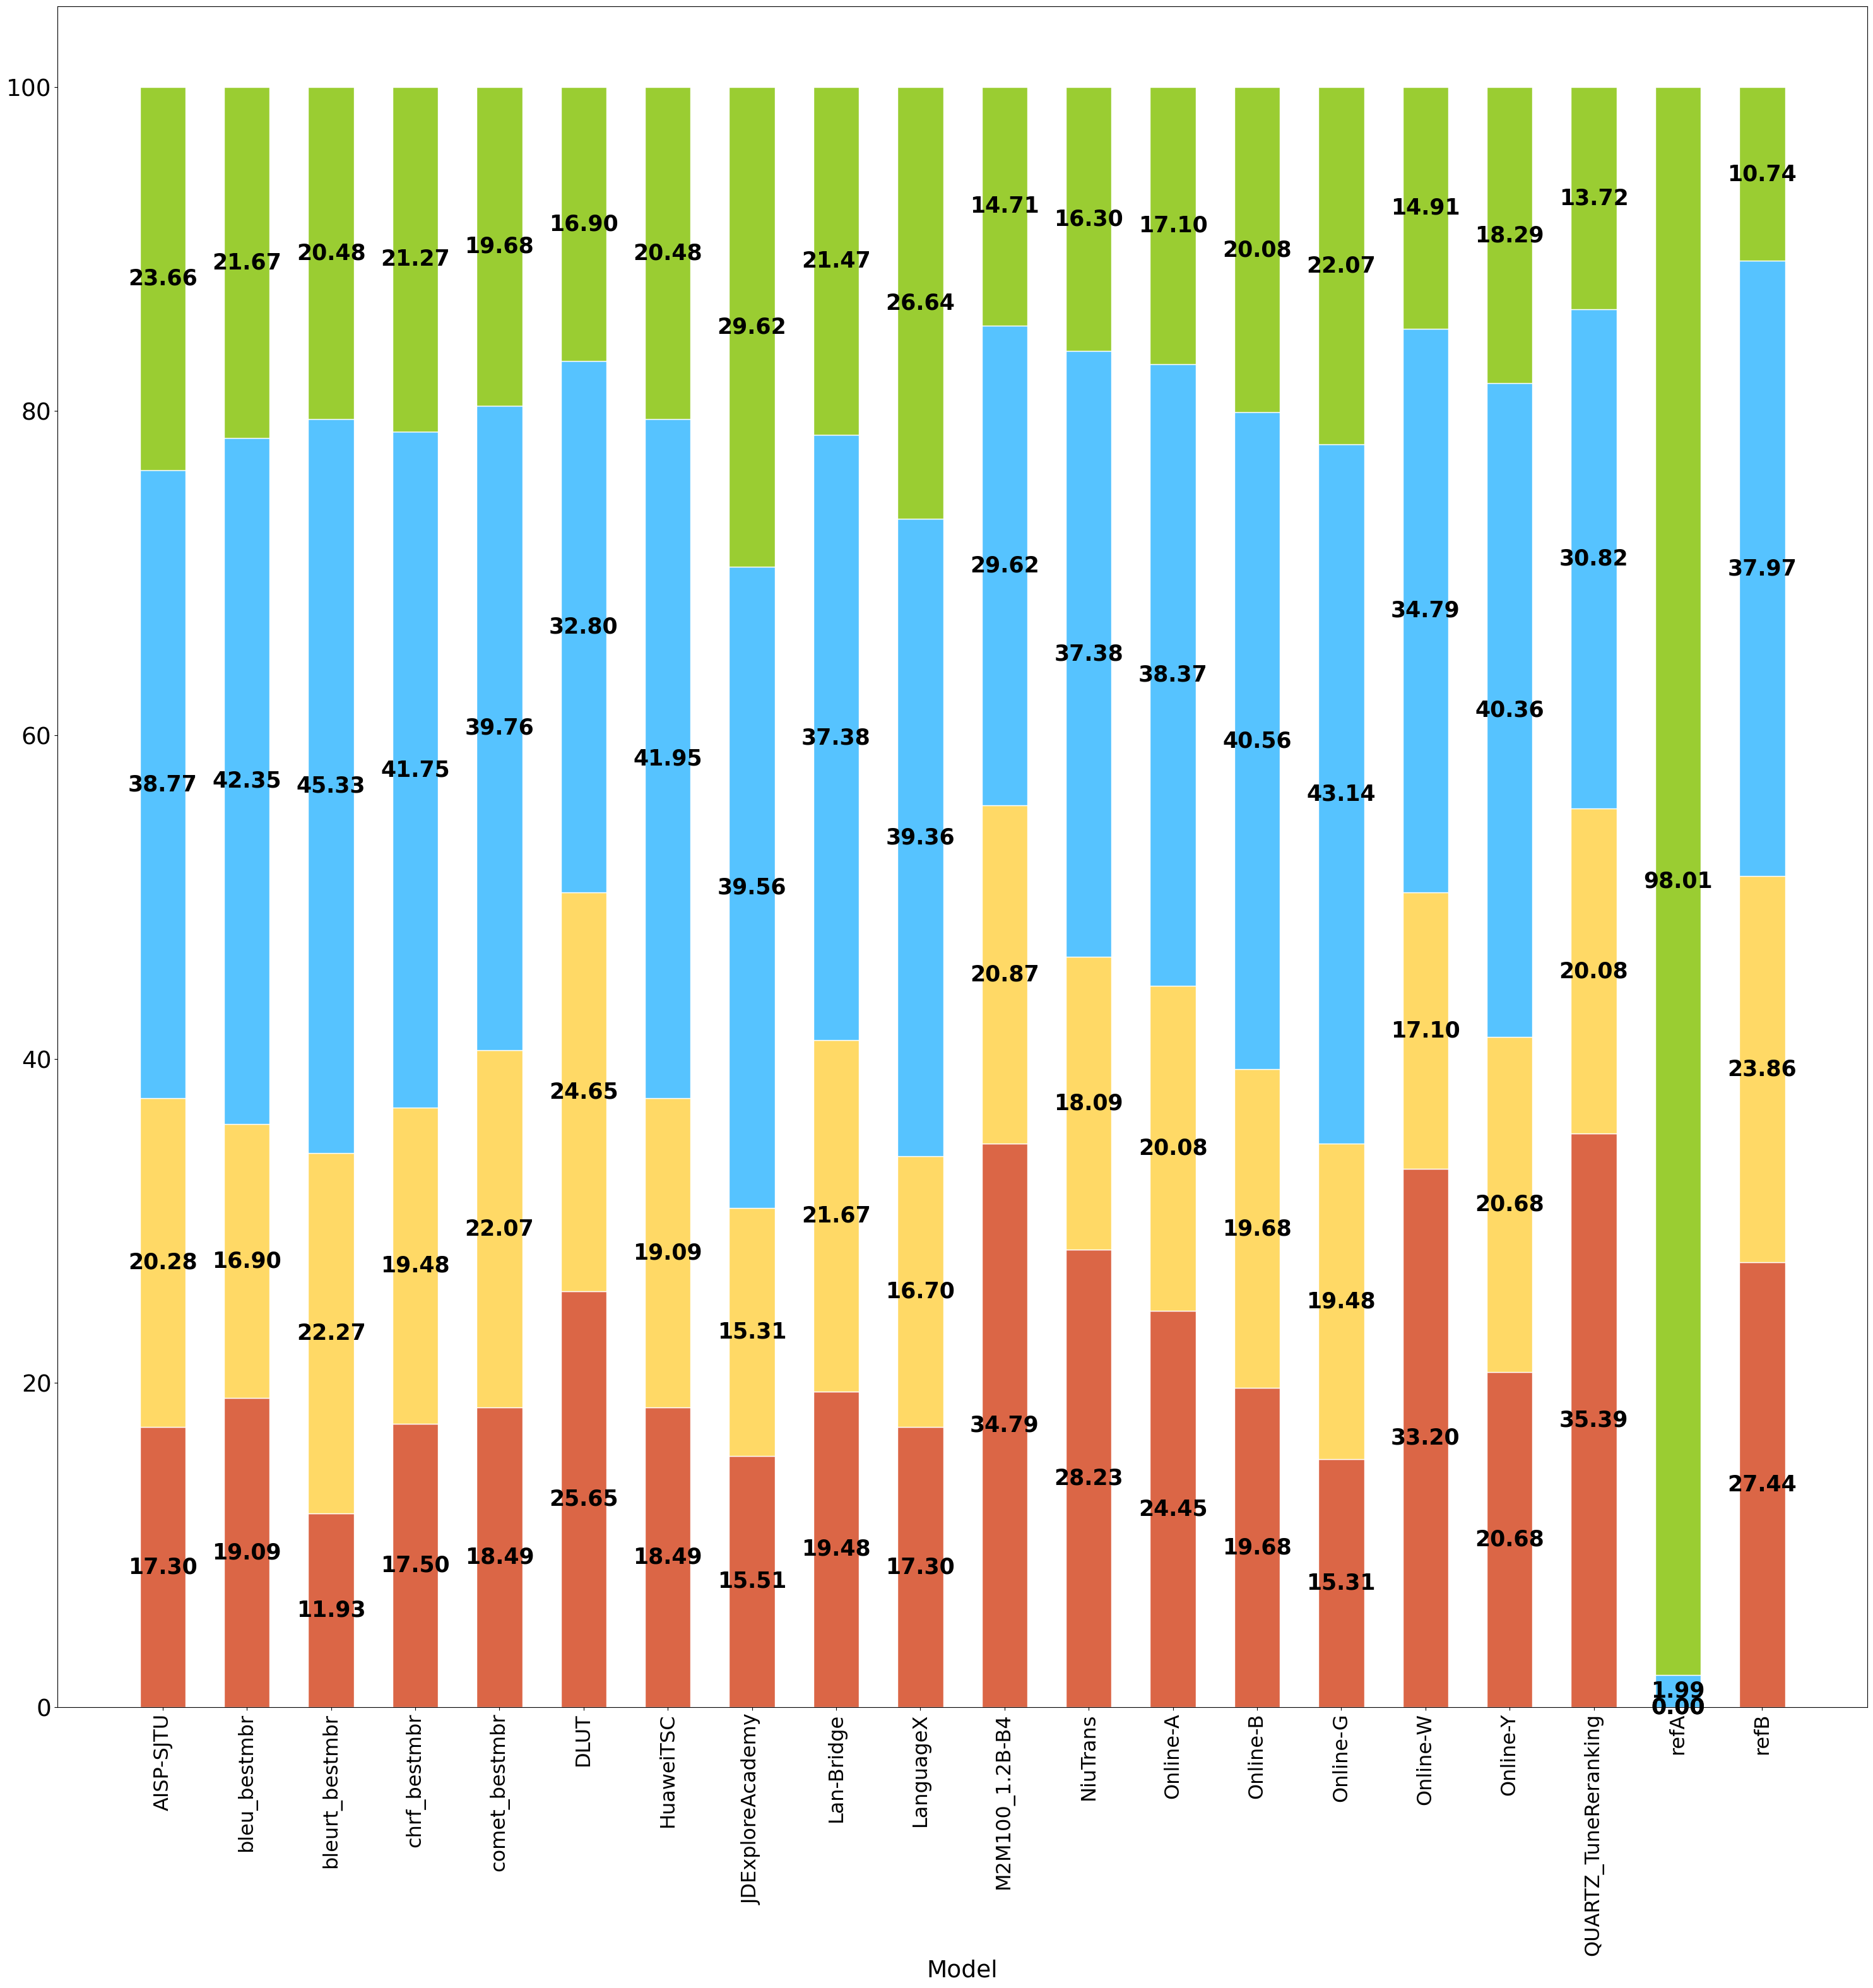 100
80
60
40
20
0
23.66 21.67 20.48 21.27 19.68 16.90 20.48 29.62 21.47 26.64 14.71 16.30 17.10 20.08 22.07 14.91 18.29 13.72 98.01 10.74
38.77 42.35 45.33 41.75 39.76 32.80 41.95 39.56 37.38 39.36 29.62 37.38 38.37 40.56 43.14 34.79 40.36 30.82 1.99 37.97
20.28 16.90 22.27 19.48 22.07 24.65 19.09 15.31 21.67 16.70 20.87 18.09 20.08 19.68 19.48 17.10 20.68 20.08 0.00 23.86
17.30 19.09 11.93 17.50 18.49 25.65 18.49 15.51 19.48 17.30 34.79 28.23 24.45 19.68 15.31 33.20 20.68 35.39 27.44
AISP-SJTU
bleu_bestmbr
bleurt_bestmbr
chrf_bestmbr
comet_bestmbr
DLUT
HuaweiTSC
JDExploreAcademy
Lan-Bridge
LanguageX
M2M100_1.2B-B4
NiuTrans
Online-A
Online-B
Online-G
Online-W
Online-Y
QUARTZ_TuneReranking
refA
refB
Model